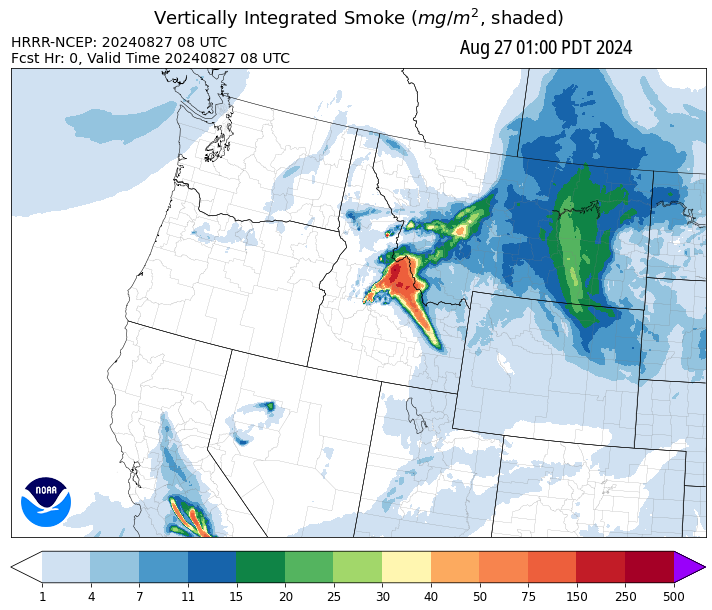 Vertically Integrated Smoke (mg/m², shaded)
HRRR-NCEP: 20240827 08 UTC
Fcst Hr: 0, Valid Time 20240827 08 UTC
Aug 27 01:00 PDT 2024
NOAA
1 4 7 11 15 20 25 30 40 50 75 150 250 500